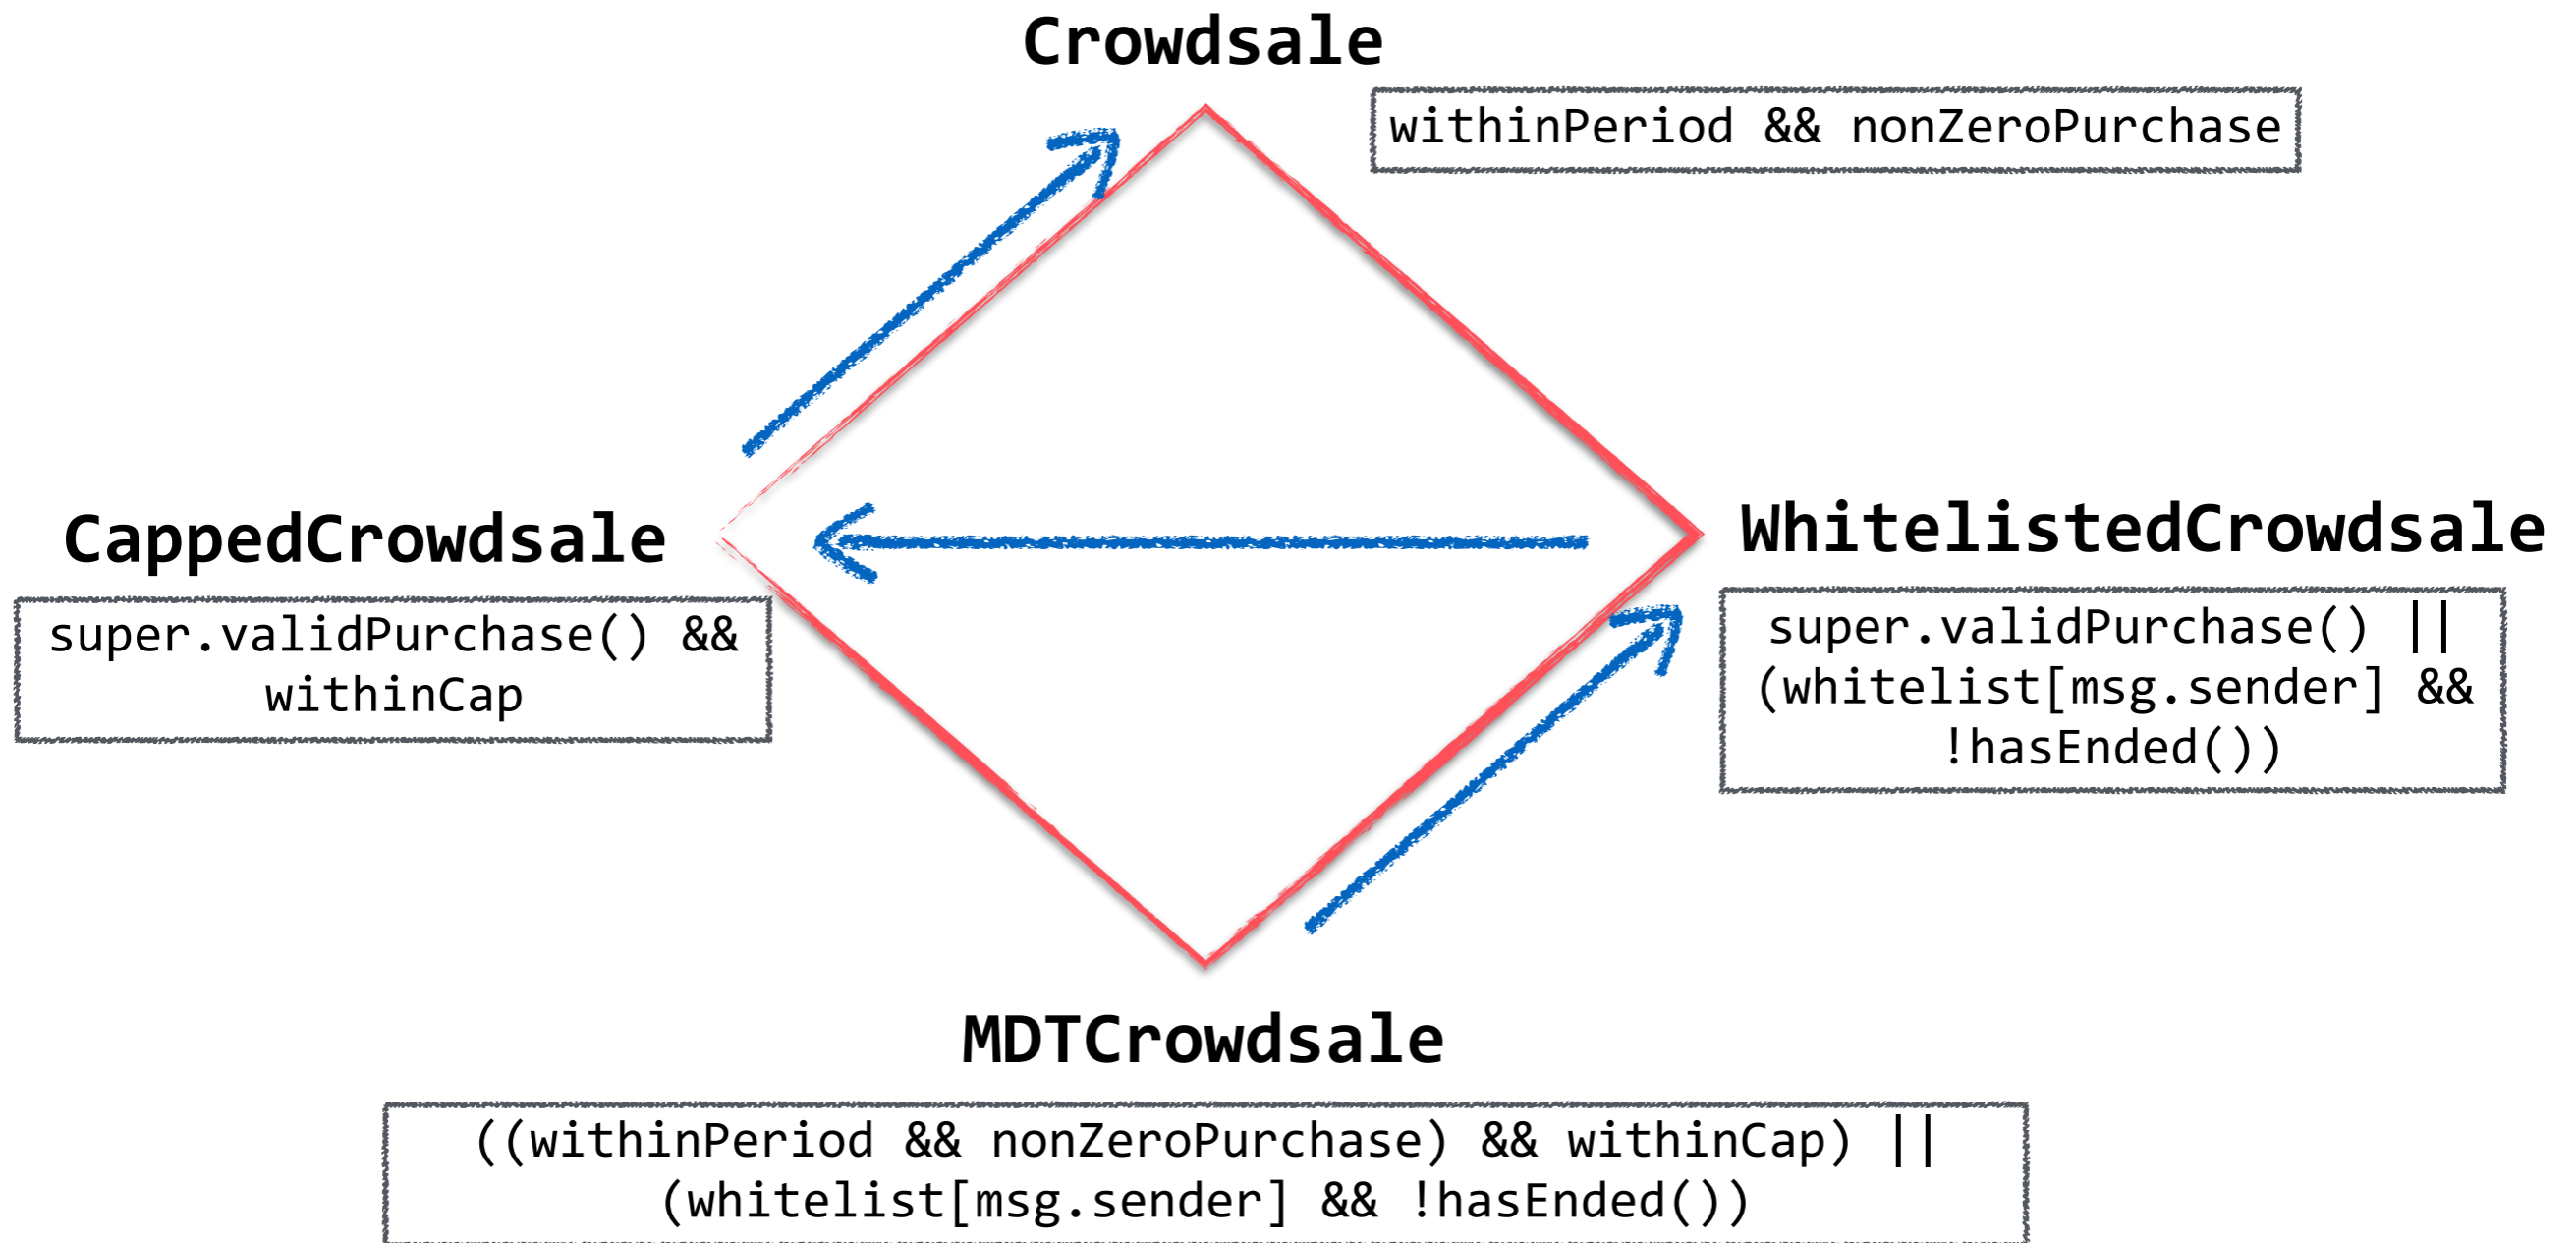 Crowdsale
withinPeriod && nonZeroPurchase
CappedCrowdsale
super.validPurchase() &&
withinCap
WhitelistedCrowdsale
super.validPurchase() ||
(whitelist[msg.sender] &&
!hasEnded())
MDTCrowdsale
((withinPeriod && nonZeroPurchase) && withinCap) ||
(whitelist[msg.sender] && !hasEnded())